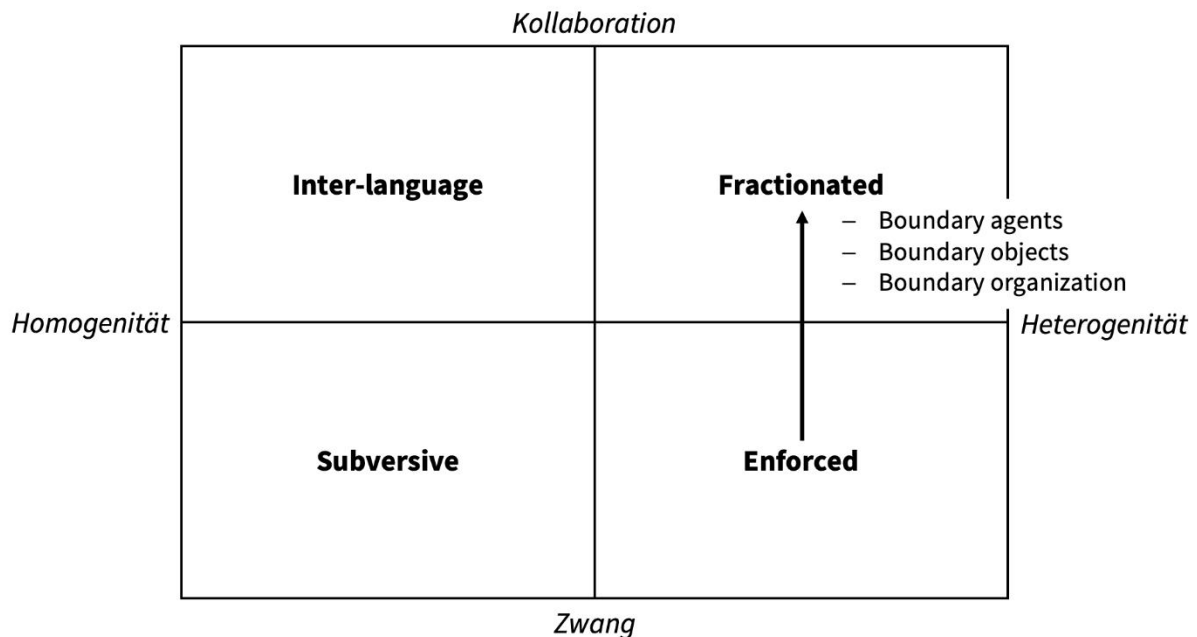 Kollaboration
Inter-language
Fractionated
– Boundary agents
– Boundary objects
– Boundary organization
Homogenität
Heterogenität
Subversive
Enforced
Zwang